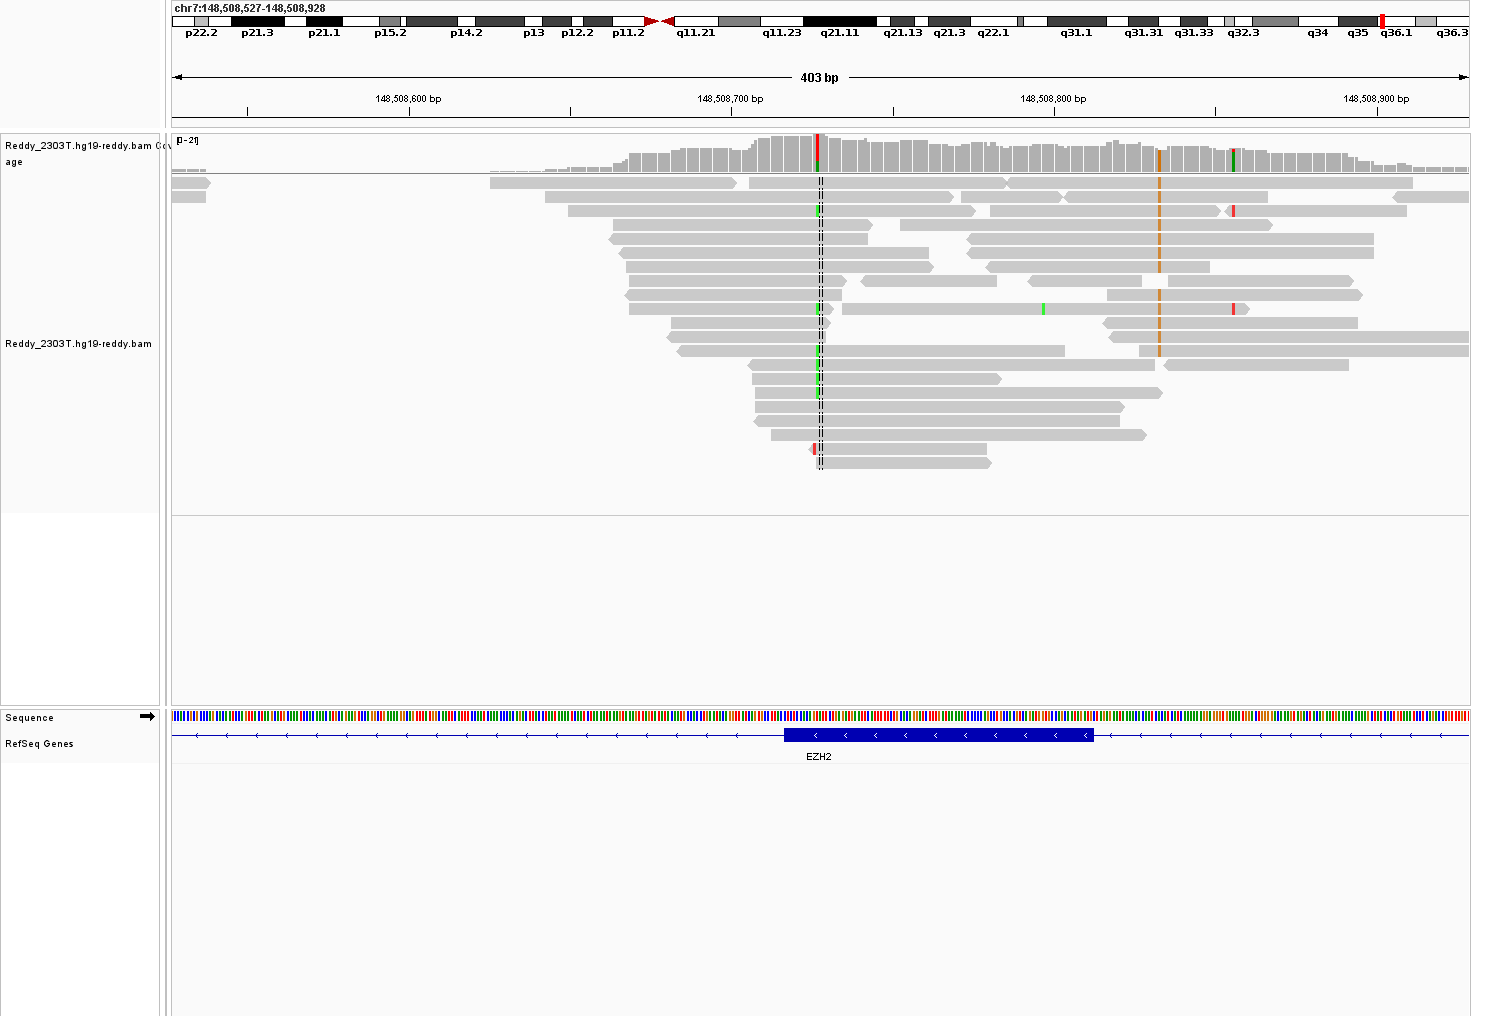 chr7:148,508,527-148,508,928
p22.2 p21.3 p21.1 p15.2 p14.2 p13 p12.2 p11.2 q11.21 q11.23 q21.11 q21.13 q21.3 q22.1 q31.1 q31.31 q31.33 q32.3 q34 q35 q36.1 q36.3
403 bp
148,508,600 bp 148,508,700 bp 148,508,800 bp 148,508,900 bp
Reddy_2303T.hg19-reddy.bam Cov
age
[0-21]
Reddy_2303T.hg19-reddy.bam
Sequence
RefSeq Genes
EZH2